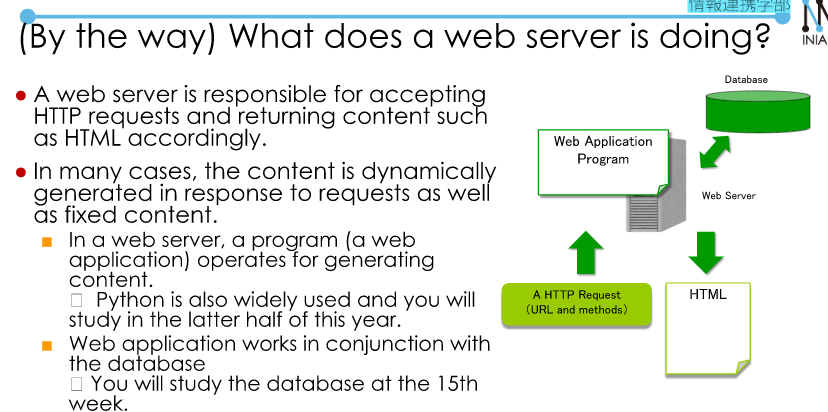 情報連携学部
INIA
(By the way) What does a web server is doing?
● A web server is responsible for accepting
HTTP requests and returning content such
as HTML accordingly.
● In many cases, the content is dynamically
generated in response to requests as well
as fixed content.
■ In a web server, a program (a web
application) operates for generating
content.
□ Python is also widely used and you will
study in the latter half of this year.
■ Web application works in conjunction with
the database
□ You will study the database at the 15th
week.
Database
Web Application
Program
Web Server
A HTTP Request
(URL and methods)
HTML